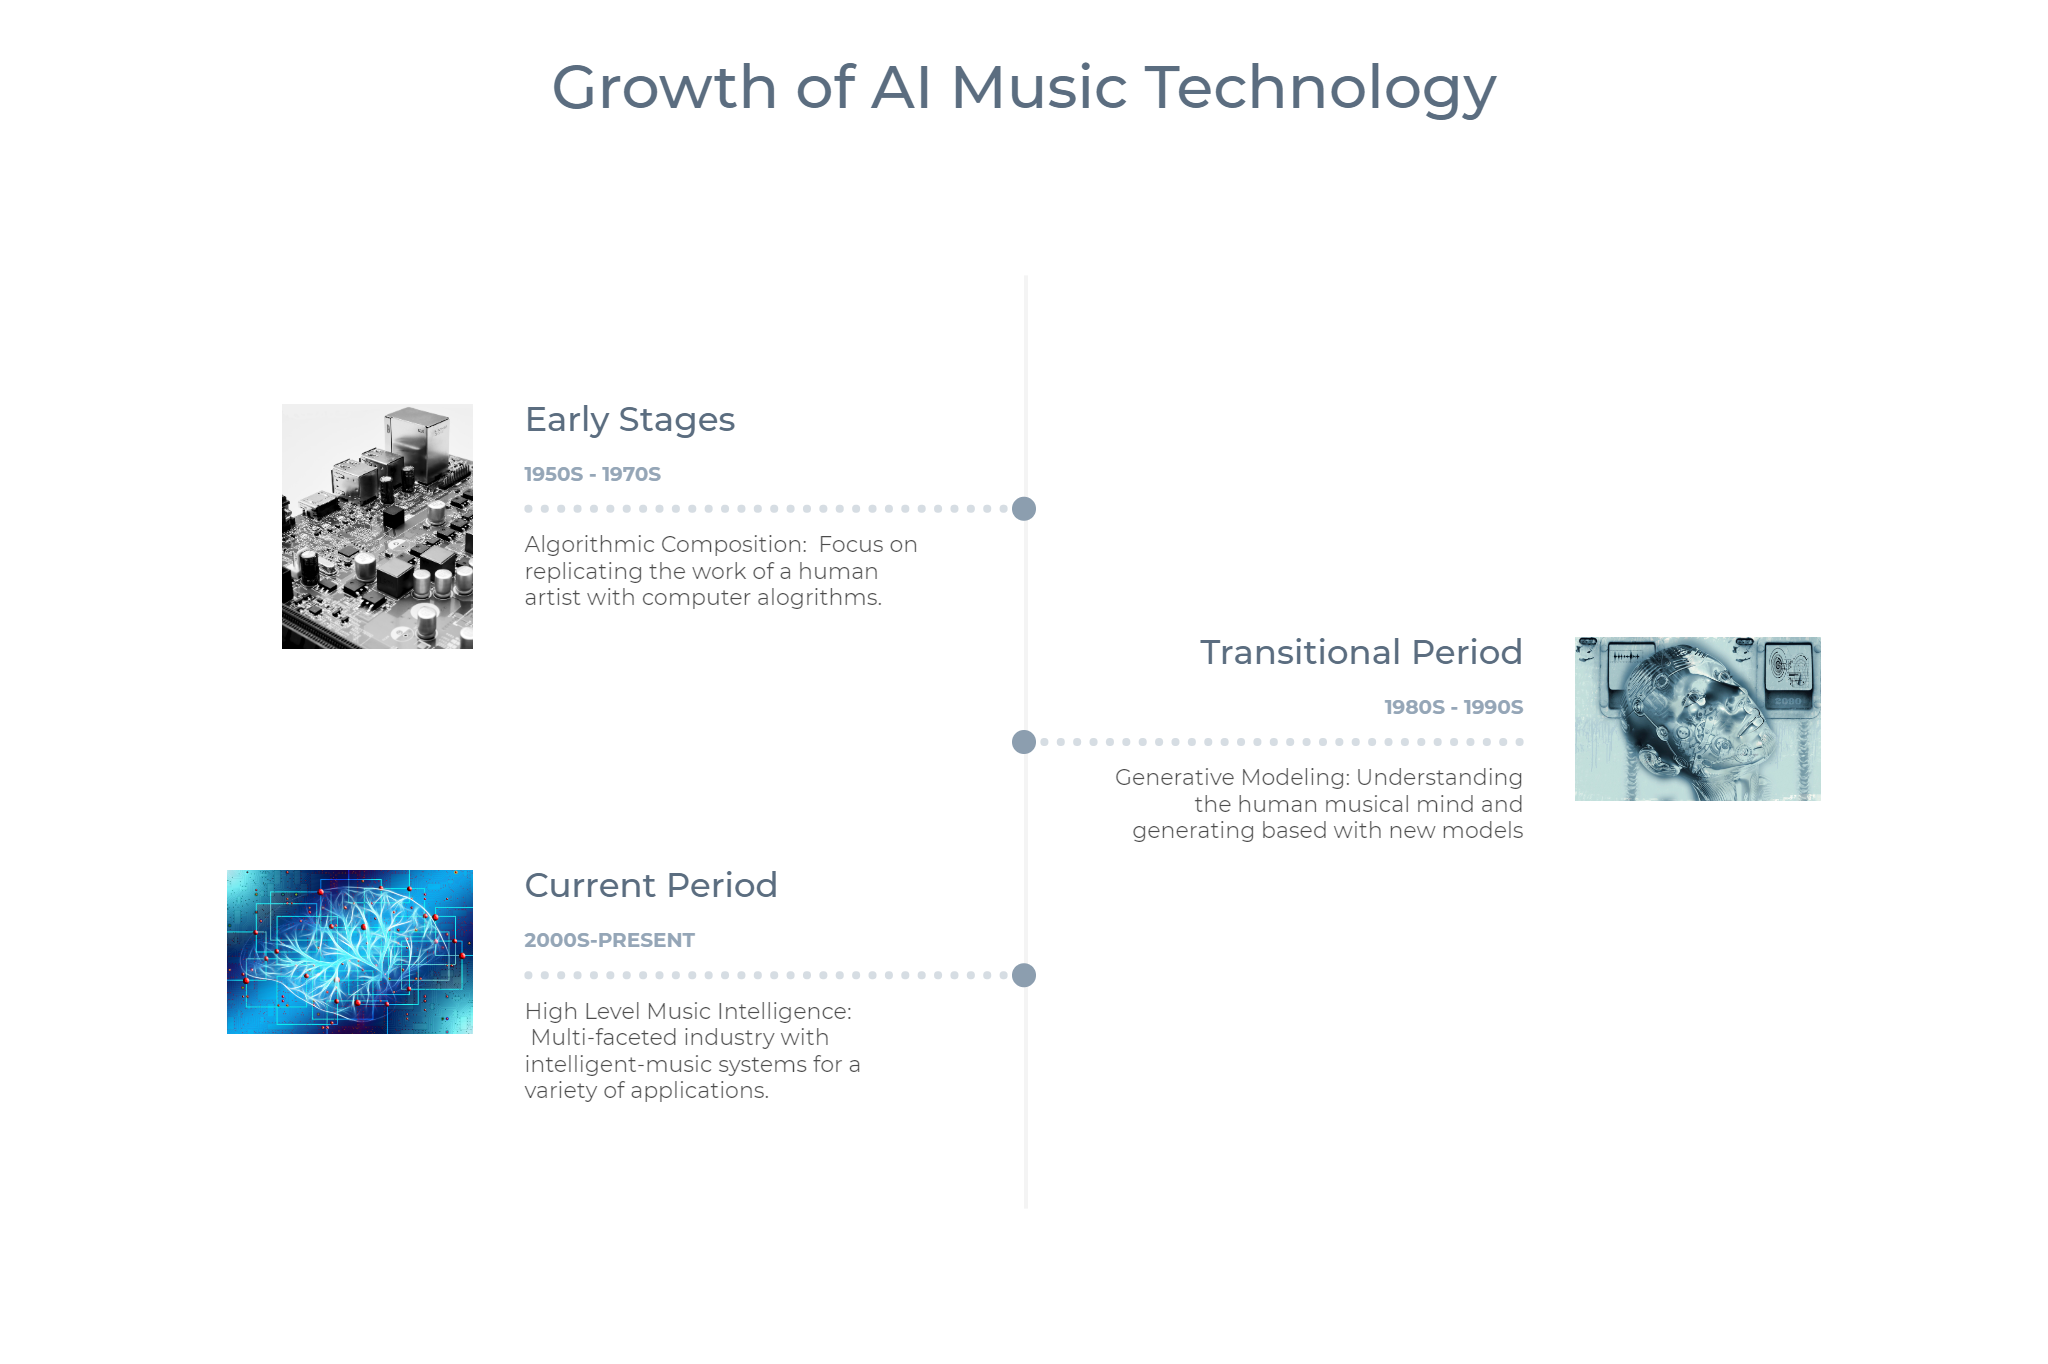 Growth of AI Music Technology
Early Stages
1950S - 1970S
Algorithmic Composition:  Focus on
replicating the work of a human
artist with computer alogrithms.
Transitional Period
1980S - 1990S
Generative Modeling: Understanding
the human musical mind and
generating based with new models
Current Period
2000S-PRESENT
High Level Music Intelligence:
Multi-faceted industry with
intelligent-music systems for a
variety of applications.